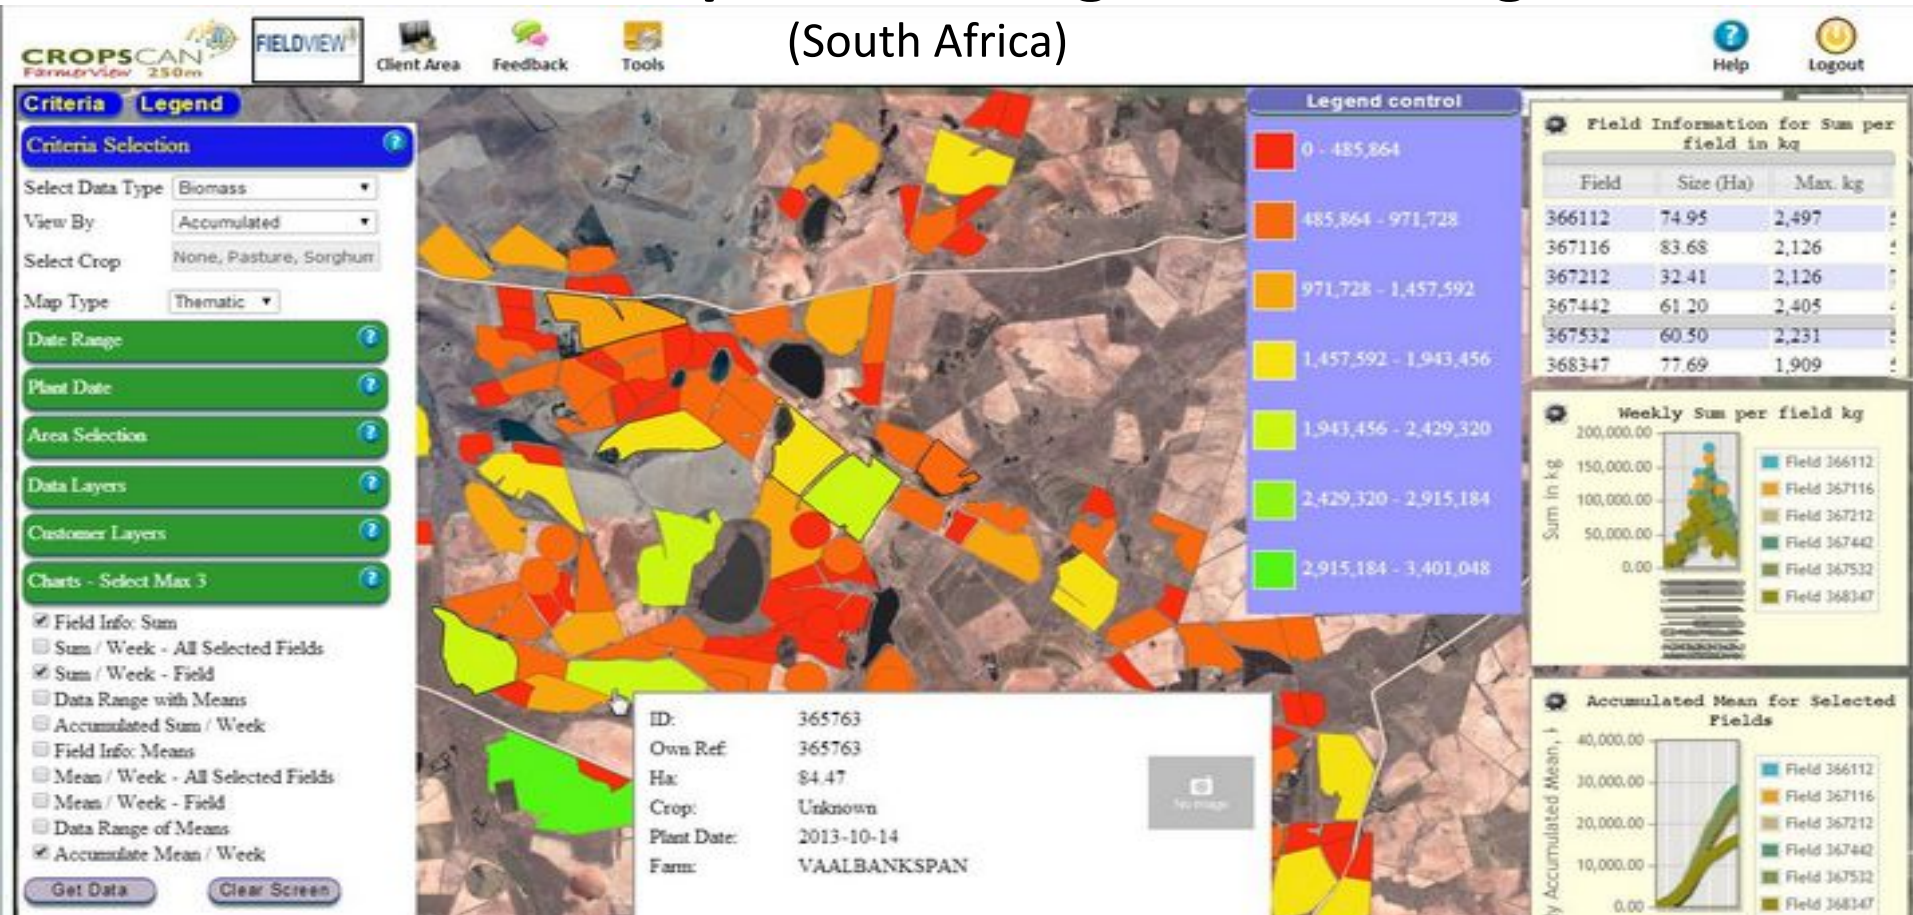 (South Africa)
CROPSCAN
FarmerView 250m
FIELDVIEW
Client Area
Feedback
Tools
Help
Logout
Criteria
Legend
Criteria Selection
Select Data Type Biomass
View By Accumulated
Select Crop None, Pasture, Sorghum
Map Type Thematic
Date Range
Plant Date
Area Selection
Data Layers
Customer Layers
Charts - Select Max 3
Field Info: Sum
Sum / Week - All Selected Fields
Sum / Week - Field
Data Range with Means
Accumulated Sum / Week
Field Info: Means
Mean / Week - All Selected Fields
Mean / Week - Field
Data Range of Means
Accumulate Mean / Week
Get Data
Clear Screen
Legend control
0 - 485,864
485,864 - 971,728
971,728 - 1,457,592
1,457,592 - 1,943,456
1,943,456 - 2,429,320
2,429,320 - 2,915,184
2,915,184 - 3,401,048
ID: 365763
Own Ref: 365763
Ha: 84.47
Crop: Unknown
Plant Date: 2013-10-14
Farm: VAALBANKSPAN
No image
Field Information for Sum per
field in kg
Field Size (Ha) Max. kg
366112 74.95 2,497
367116 83.68 2,126
367212 32.41 2,126
367442 61.20 2,405
367532 60.50 2,231
368347 77.69 1,909
Weekly Sum per field kg
Sum in kg
200,000.00
150,000.00
100,000.00
50,000.00
0.00
Field 366112
Field 367116
Field 367212
Field 367442
Field 367532
Field 368347
Accumulated Mean for Selected
Fields
Accumulated Mean,
40,000.00
30,000.00
20,000.00
10,000.00
0.00
Field 366112
Field 367116
Field 367212
Field 367442
Field 367532
Field 368347